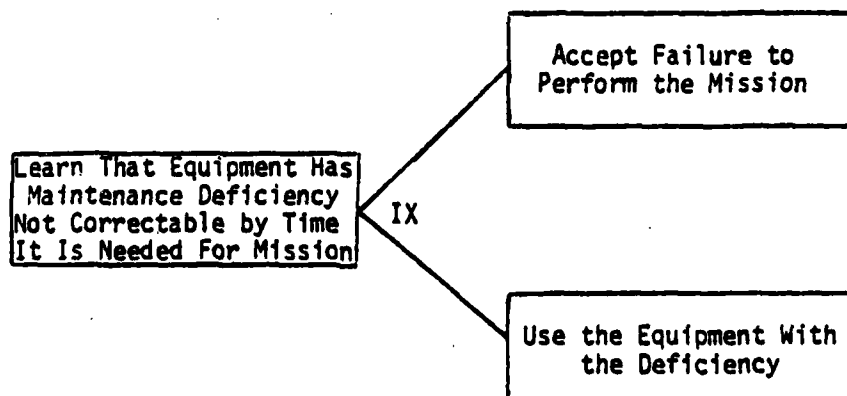 Accept Failure to
Perform the Mission
Learn That Equipment Has
Maintenance Deficiency
Not Correctable by Time
It Is Needed For Mission
IX
Use the Equipment With
the Deficiency